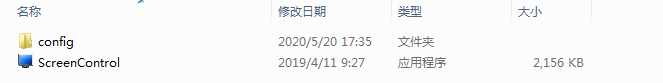 名称 修改日期 类型 大小
config 2020/5/20 17:35 文件夹
ScreenControl 2019/4/11 9:27 应用程序 2,156 KB